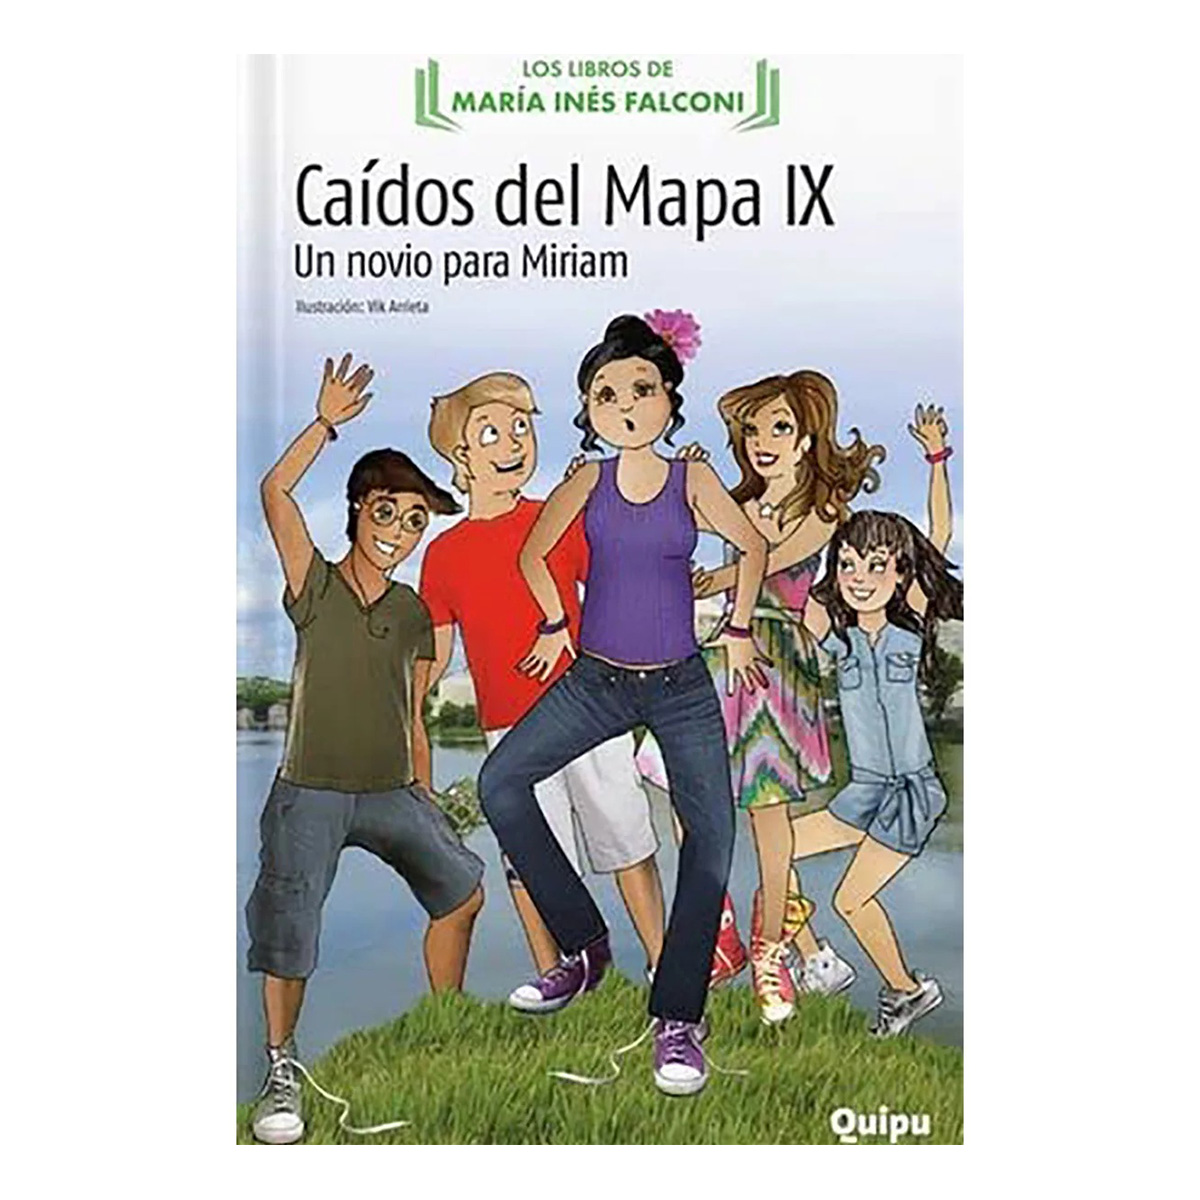 LOS LIBROS DE
MARÍA INÉS FALCONI
Caídos del Mapa IX
Un novio para Miriam
Ilustración: Vik Arrieta
Quipu